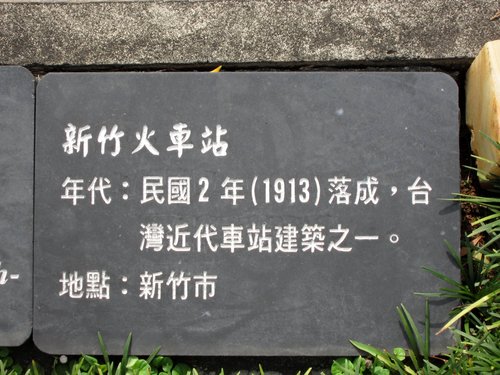 新竹火車站
年代：民國2年(1913)落成，台
灣近代車站建築之一。
地點：新竹市